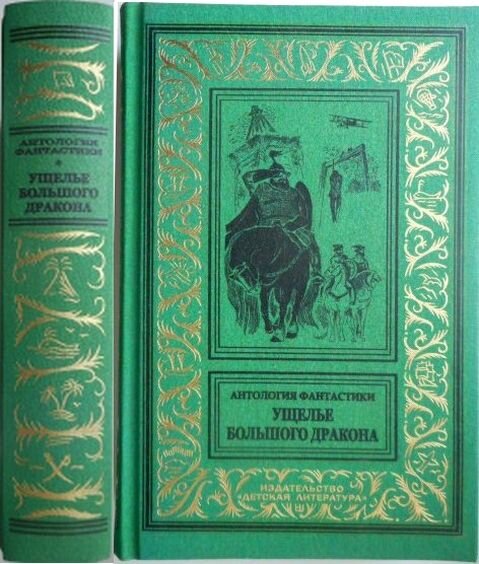 АНТОЛОГИЯ
ФАНТАСТИКИ
УЩЕЛЬЕ
БОЛЬШОГО
ДРАКОНА
АНТОЛОГИЯ ФАНТАСТИКИ
УЩЕЛЬЕ
БОЛЬШОГО ДРАКОНА
ИЗДАТЕЛЬСТВО
"ДЕТСКАЯ ЛИТЕРАТУРА"